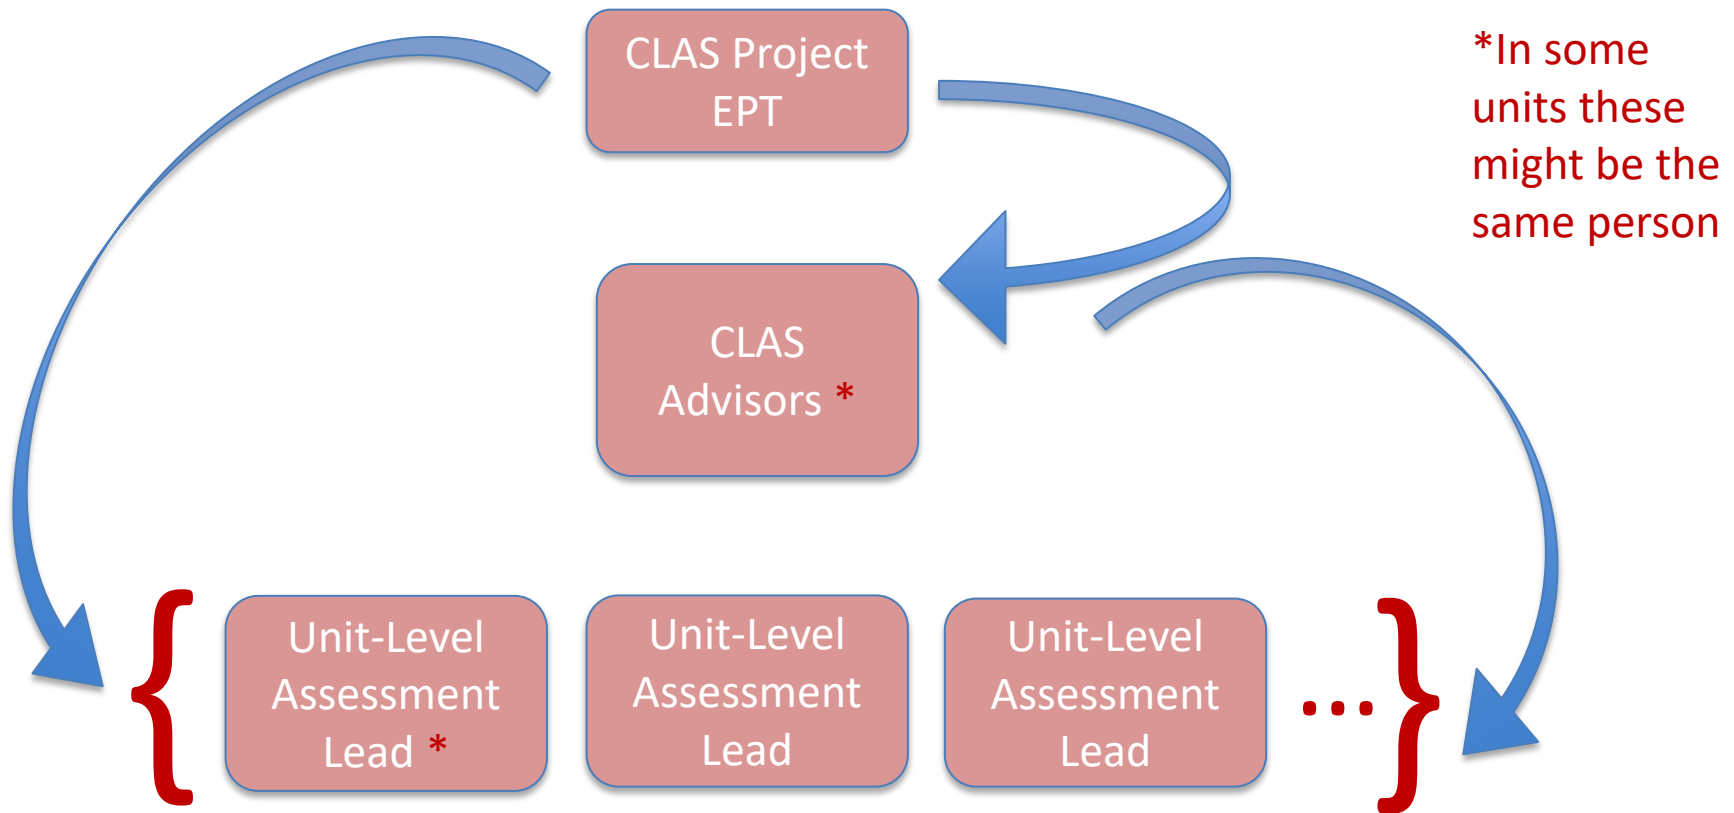 CLAS Project
EPT
*In some
units these
might be the
same person
CLAS
Advisors *
{
Unit-Level
Assessment
Lead *
Unit-Level
Assessment
Lead
Unit-Level
Assessment
Lead
...
}